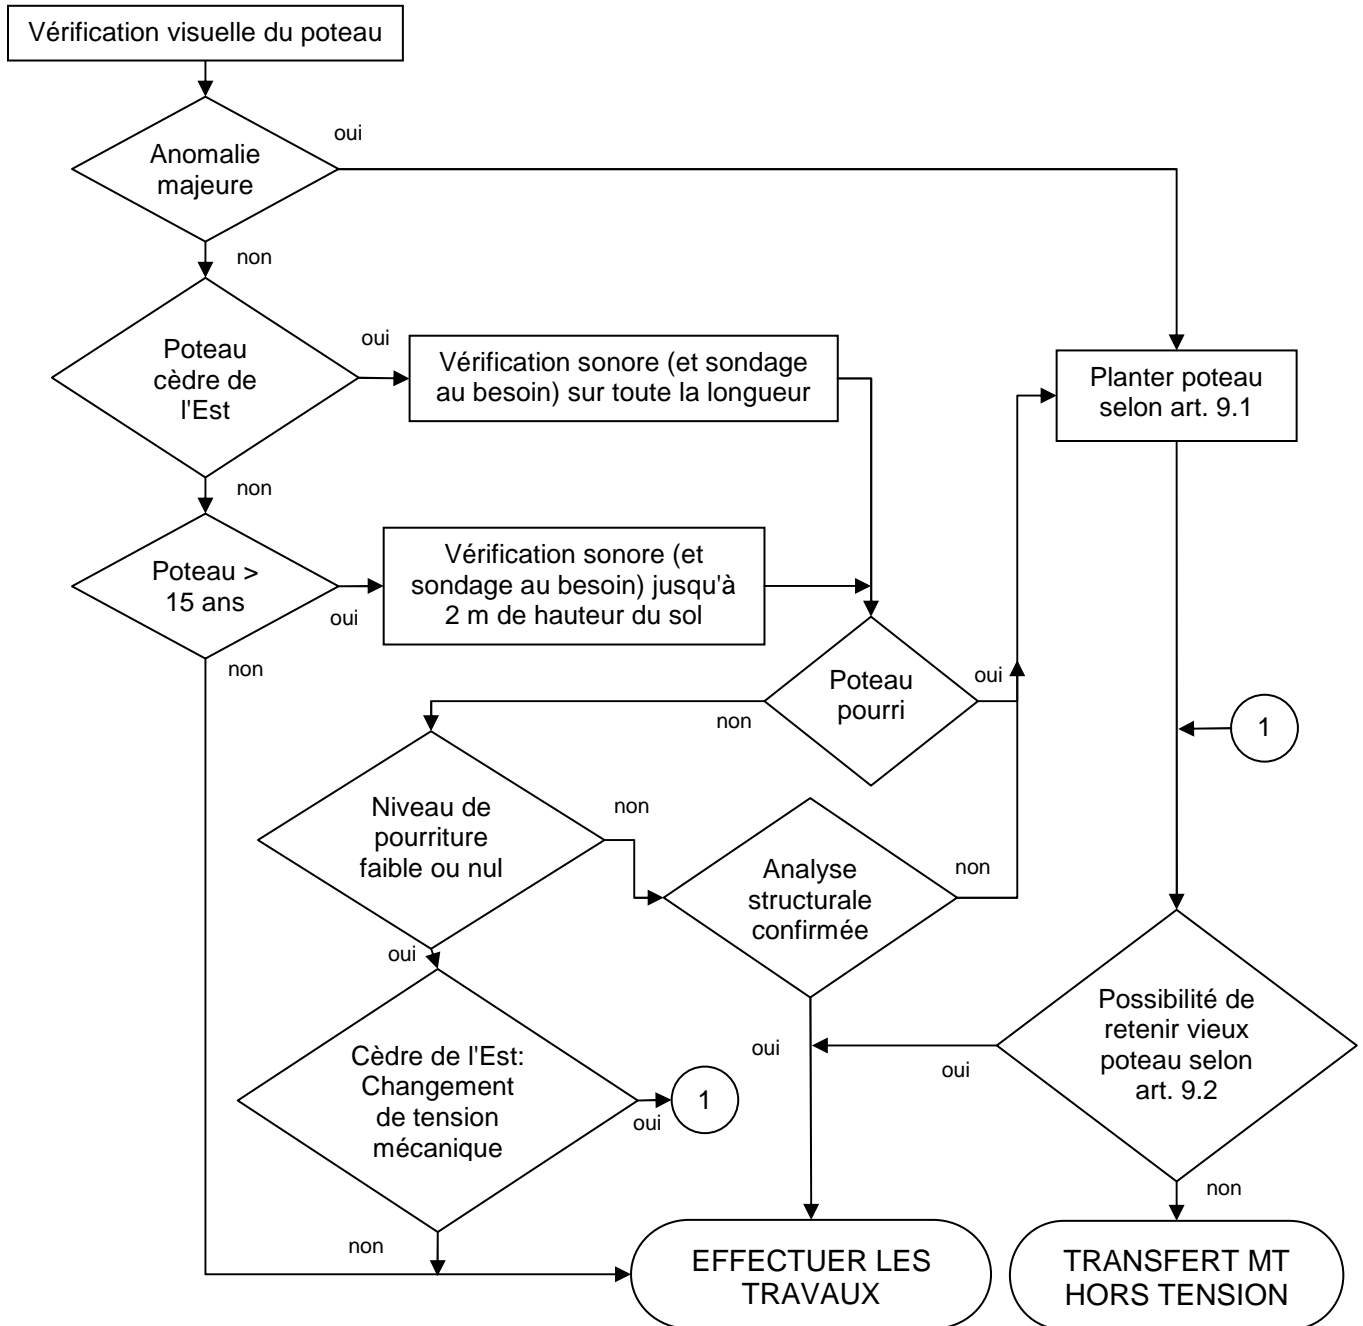 Vérification visuelle du poteau
oui
Anomalie
majeure
non
Poteau
cèdre de
l'Est
oui
Vérification sonore (et sondage
au besoin) sur toute la longueur
Planter poteau
selon art. 9.1
non
Poteau >
15 ans
oui
Vérification sonore (et
sondage au besoin) jusqu'à
2 m de hauteur du sol
non
Poteau
pourri
oui
non
1
Niveau de
pourriture
faible ou nul
non
Analyse
structurale
confirmée
non
oui
Possibilité de
retenir vieux
poteau selon
art. 9.2
oui
oui
Cèdre de l'Est:
Changement
de tension
mécanique
1
oui
non
non
EFFECTUER LES
TRAVAUX
TRANSFERT MT
HORS TENSION